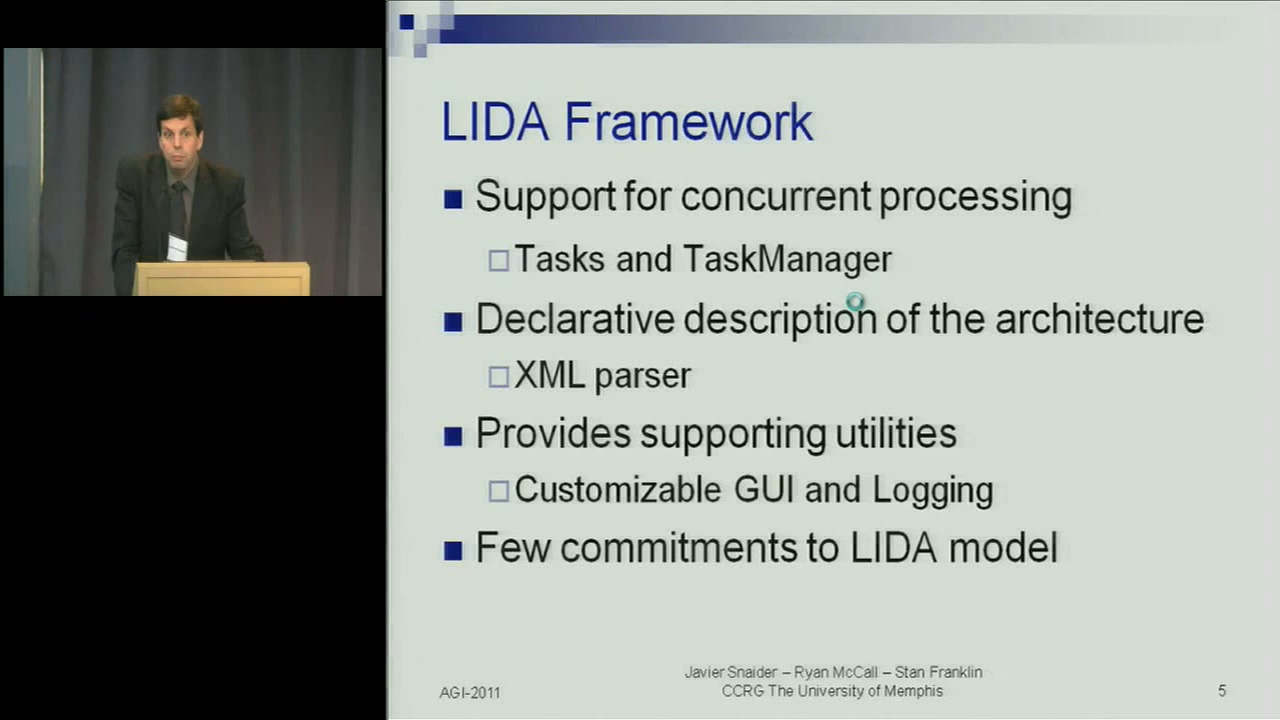 LIDA Framework
Support for concurrent processing
Tasks and TaskManager
Declarative description of the architecture
XML parser
Provides supporting utilities
Customizable GUI and Logging
Few commitments to LIDA model
Javier Snaider – Ryan McCall – Stan Franklin
AGI-2011
CCRG The University of Memphis
5